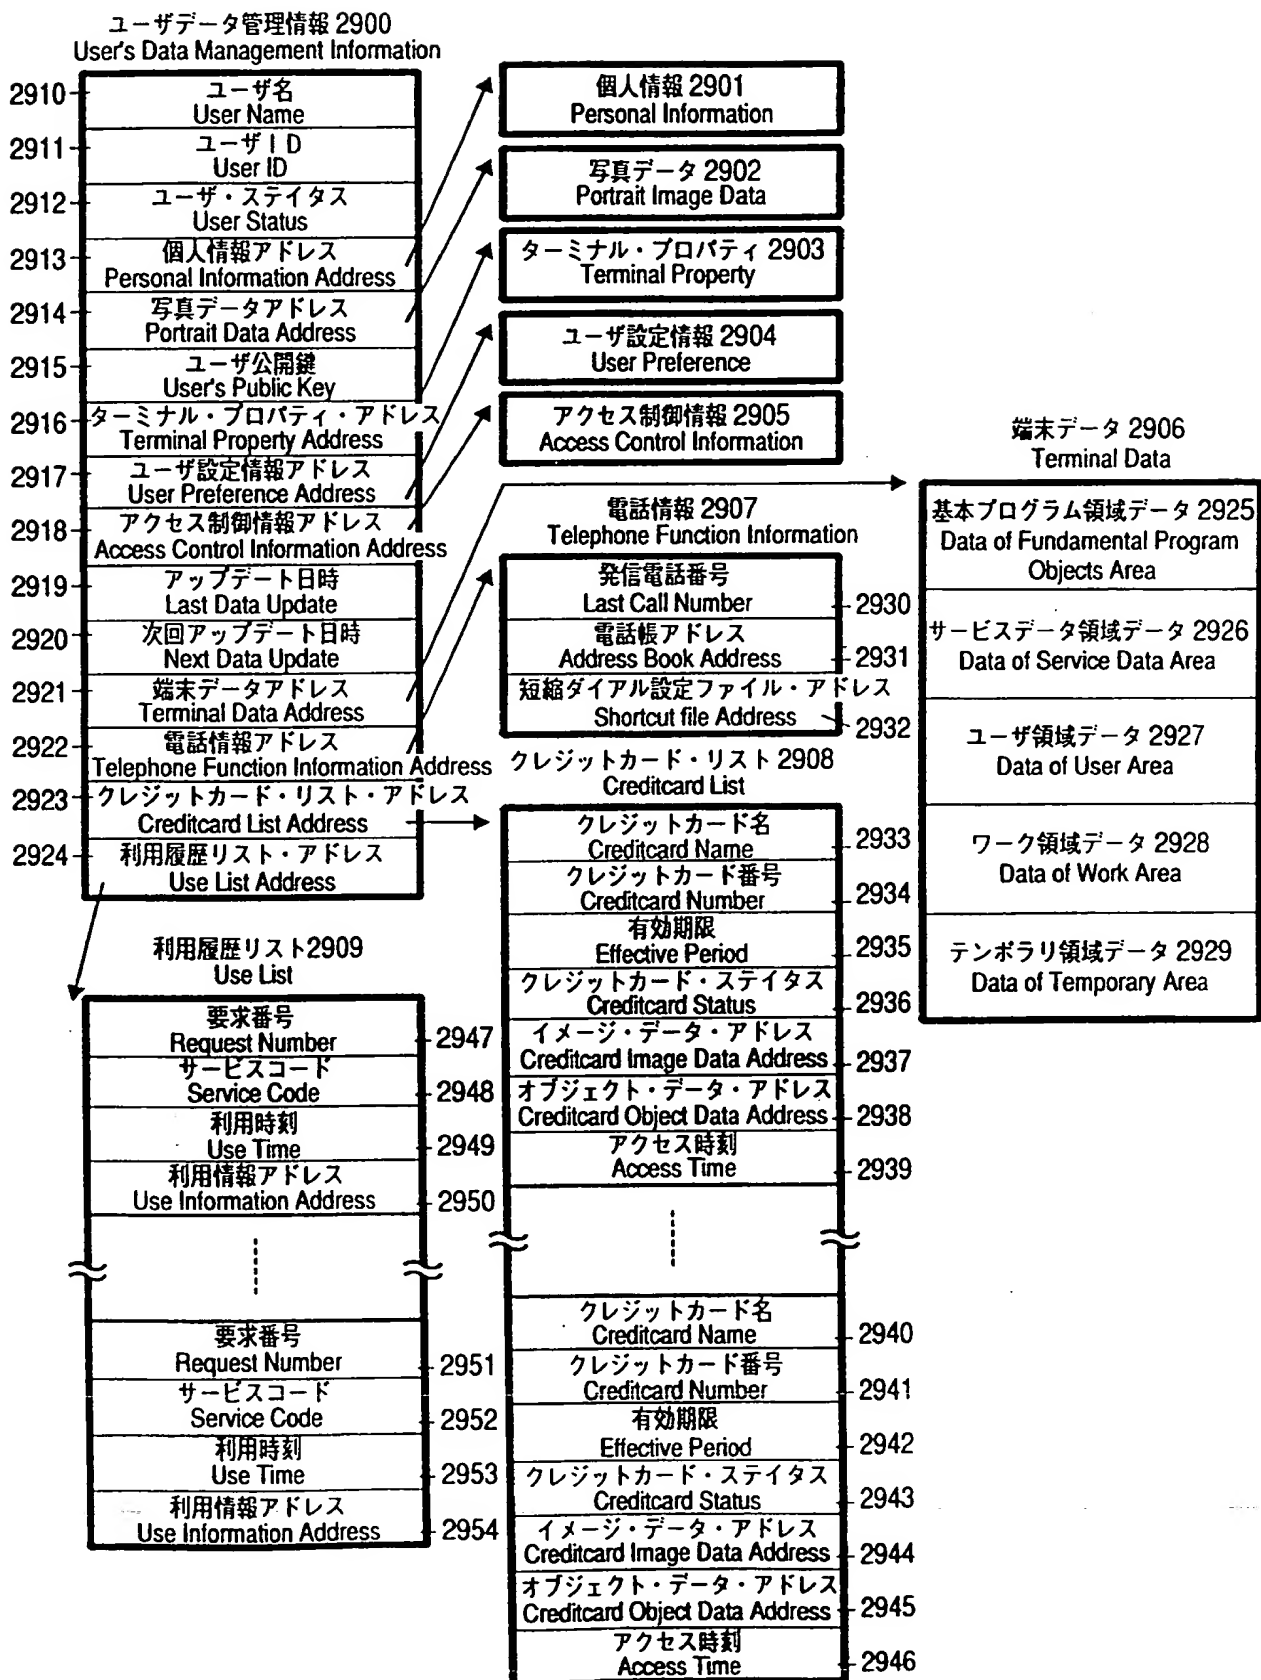 ユーザデータ管理情報 2900
User's Data Management Information
2910
ユーザ名
User Name
2911
ユーザID
User ID
2912
ユーザ・ステイタス
User Status
2913
個人情報アドレス
Personal Information Address
2914
写真データアドレス
Portrait Data Address
2915
ユーザ公開鍵
User's Public Key
2916
ターミナル・プロパティ・アドレス
Terminal Property Address
2917
ユーザ設定情報アドレス
User Preference Address
2918
アクセス制御情報アドレス
Access Control Information Address
2919
アップデート日時
Last Data Update
2920
次回アップデート日時
Next Data Update
2921
端末データアドレス
Terminal Data Address
2922
電話情報アドレス
Telephone Function Information Address
2923
クレジットカード・リスト・アドレス
Creditcard List Address
2924
利用履歴リスト・アドレス
Use List Address
個人情報 2901
Personal Information
写真データ 2902
Portrait Image Data
ターミナル・プロパティ 2903
Terminal Property
ユーザ設定情報 2904
User Preference
アクセス制御情報 2905
Access Control Information
端末データ 2906
Terminal Data
基本プログラム領域データ 2925
Data of Fundamental Program
Objects Area
サービスデータ領域データ 2926
Data of Service Data Area
ユーザ領域データ 2927
Data of User Area
ワーク領域データ 2928
Data of Work Area
テンポラリ領域データ 2929
Data of Temporary Area
電話情報 2907
Telephone Function Information
発信電話番号
Last Call Number
2930
電話帳アドレス
Address Book Address
2931
短縮ダイアル設定ファイル・アドレス
Shortcut file Address
2932
クレジットカード・リスト 2908
Creditcard List
クレジットカード名
Creditcard Name
2933
クレジットカード番号
Creditcard Number
2934
有効期限
Effective Period
2935
クレジットカード・ステイタス
Creditcard Status
2936
イメージ・データ・アドレス
Creditcard Image Data Address
2937
オブジェクト・データ・アドレス
Creditcard Object Data Address
2938
アクセス時刻
Access Time
2939
クレジットカード名
Creditcard Name
2940
クレジットカード番号
Creditcard Number
2941
有効期限
Effective Period
2942
クレジットカード・ステイタス
Creditcard Status
2943
イメージ・データ・アドレス
Creditcard Image Data Address
2944
オブジェクト・データ・アドレス
Creditcard Object Data Address
2945
アクセス時刻
Access Time
2946
利用履歴リスト2909
Use List
要求番号
Request Number
2947
サービスコード
Service Code
2948
利用時刻
Use Time
2949
利用情報アドレス
Use Information Address
2950
要求番号
Request Number
2951
サービスコード
Service Code
2952
利用時刻
Use Time
2953
利用情報アドレス
Use Information Address
2954